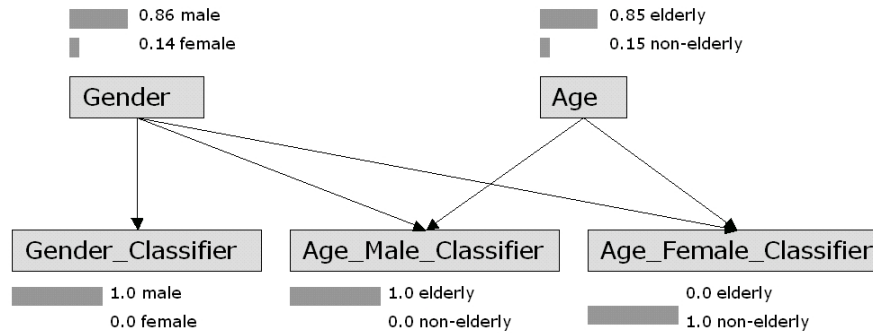 0.86 male
0.14 female
0.85 elderly
0.15 non-elderly
Gender
Age
Gender_Classifier
Age_Male_Classifier
Age_Female_Classifier
1.0 male
0.0 female
1.0 elderly
0.0 non-elderly
0.0 elderly
1.0 non-elderly